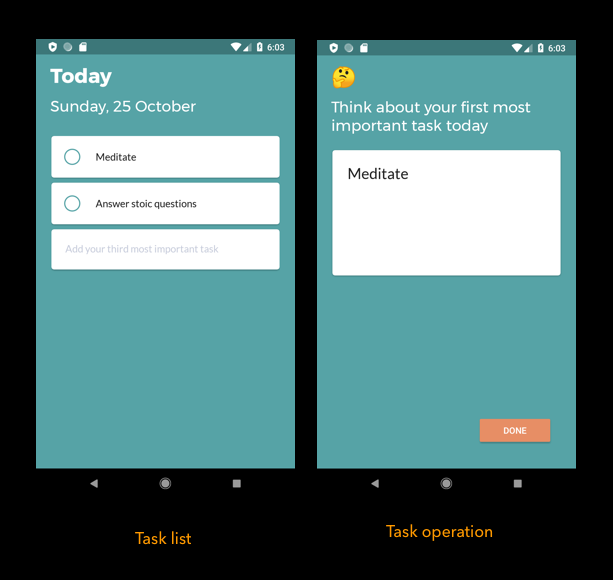 6:03
Today
Sunday, 25 October
Meditate
Answer stoic questions
Add your third most important task
Task list
6:03
Think about your first most
important task today
Meditate
DONE
Task operation